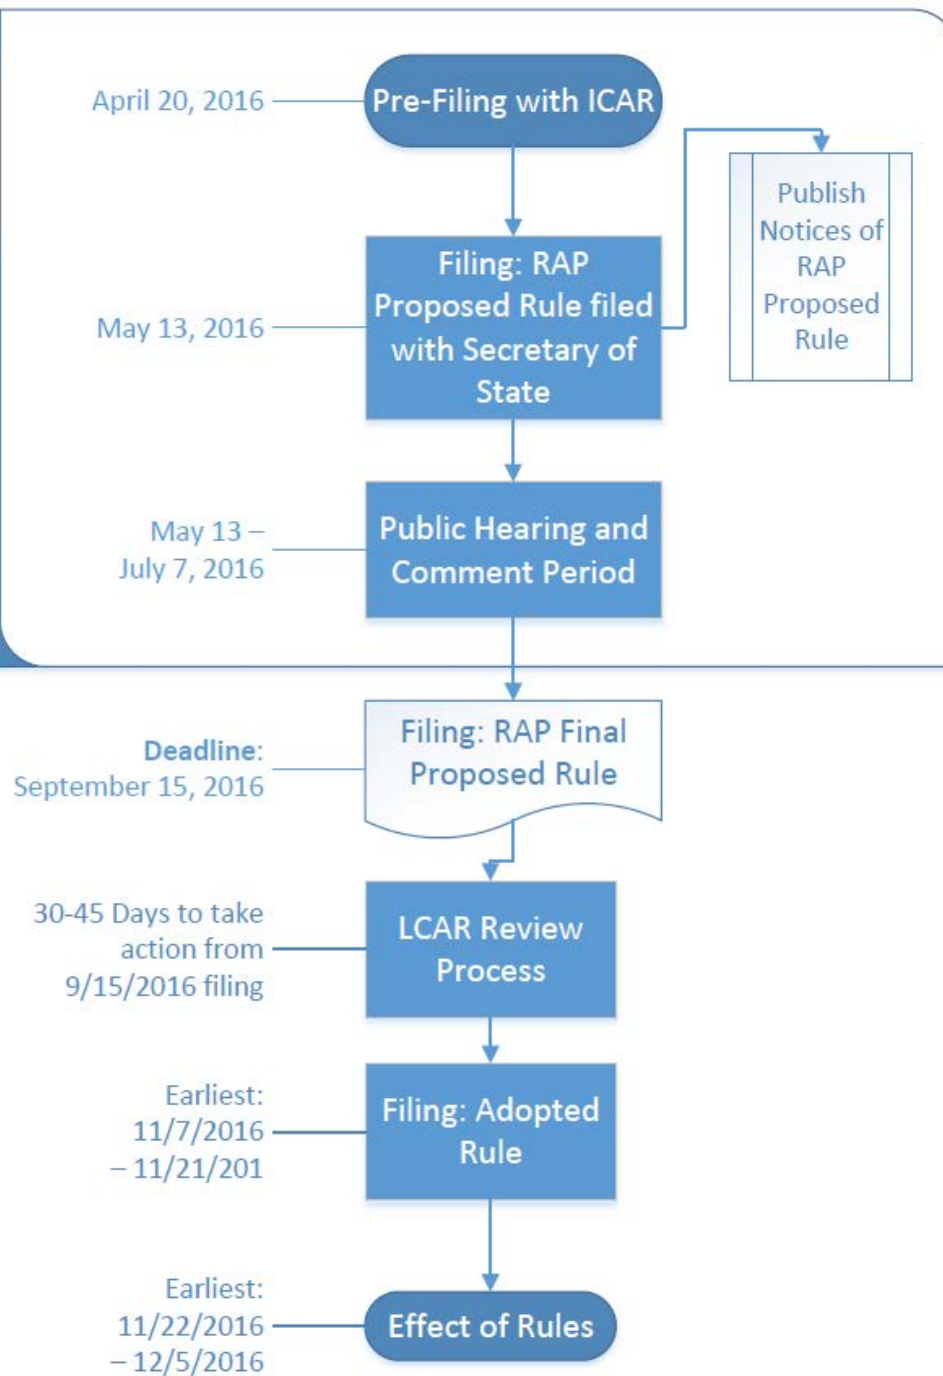 April 20, 2016
Pre-Filing with ICAR
Publish
Notices of
RAP
Proposed
Rule
May 13, 2016
Filing: RAP
Proposed Rule filed
with Secretary of
State
May 13 –
July 7, 2016
Public Hearing and
Comment Period
Deadline:
September 15, 2016
Filing: RAP Final
Proposed Rule
30-45 Days to take
action from
9/15/2016 filing
LCAR Review
Process
Earliest:
11/7/2016
– 11/21/201
Filing: Adopted
Rule
Earliest:
11/22/2016
– 12/5/2016
Effect of Rules